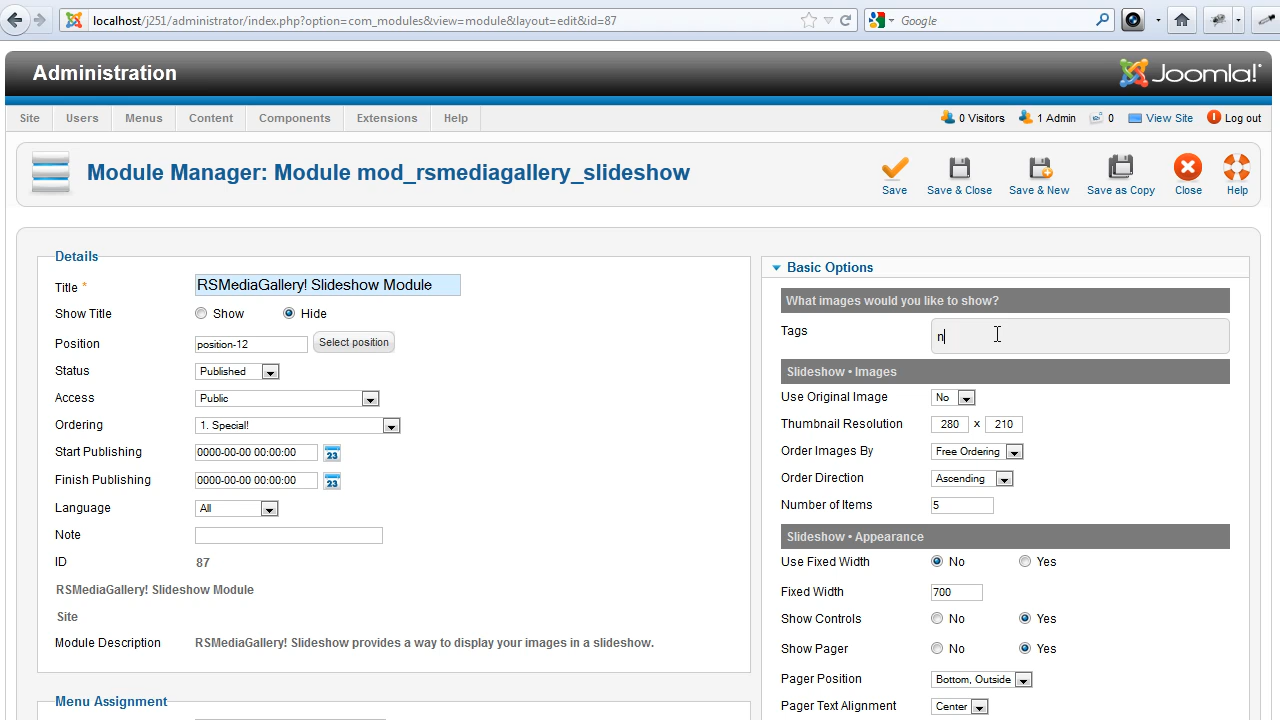 localhost/j251/administrator/index.php?option=com_modules&view=module&layout=edit&id=87
Google
Administration
Joomla!
Site Users Menus Content Components Extensions Help
0 Visitors 1 Admin 0 View Site Log out
Module Manager: Module mod_rsmediagallery_slideshow
Save Save & Close Save & New Save as Copy Close Help
Details
Title * RSMediaGallery! Slideshow Module
Show Title Show Hide
Position position-12 Select position
Status Published
Access Public
Ordering 1. Special!
Start Publishing 0000-00-00 00:00:00 23
Finish Publishing 0000-00-00 00:00:00 23
Language All
Note
ID 87
RSMediaGallery! Slideshow Module
Site
Module Description RSMediaGallery! Slideshow provides a way to display your images in a slideshow.
Menu Assignment
Basic Options
What images would you like to show?
Tags n
Slideshow • Images
Use Original Image No
Thumbnail Resolution 280 x 210
Order Images By Free Ordering
Order Direction Ascending
Number of Items 5
Slideshow • Appearance
Use Fixed Width No Yes
Fixed Width 700
Show Controls No Yes
Show Pager No Yes
Pager Position Bottom, Outside
Pager Text Alignment Center